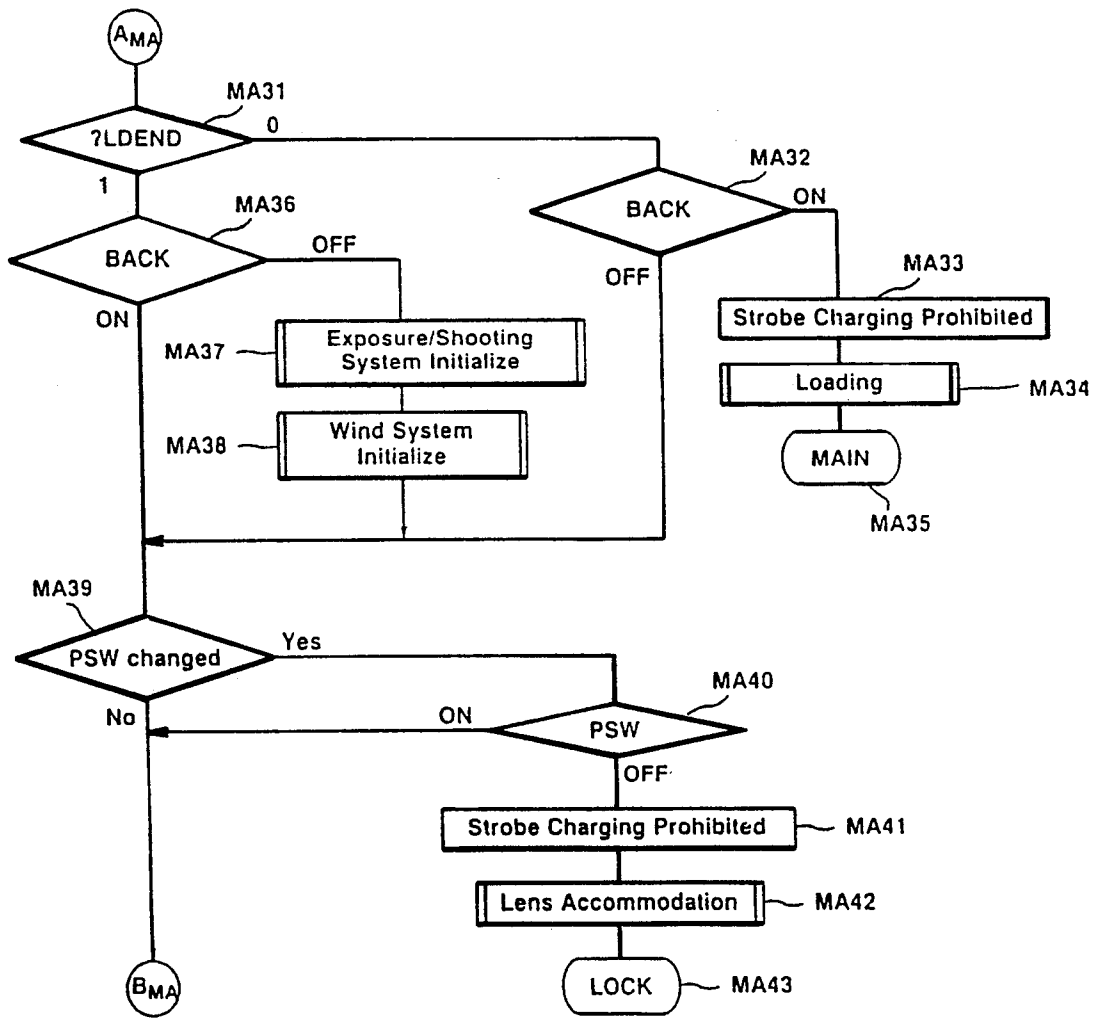 AMA
MA31
?LDEND
0
1
MA32
BACK
ON
OFF
MA36
BACK
OFF
ON
MA33
Strobe Charging Prohibited
MA37
Exposure/Shooting
System Initialize
Loading
MA34
MA38
Wind System
Initialize
MAIN
MA35
MA39
PSW changed
Yes
No
MA40
ON
PSW
OFF
Strobe Charging Prohibited
MA41
Lens Accommodation
MA42
BMA
LOCK
MA43